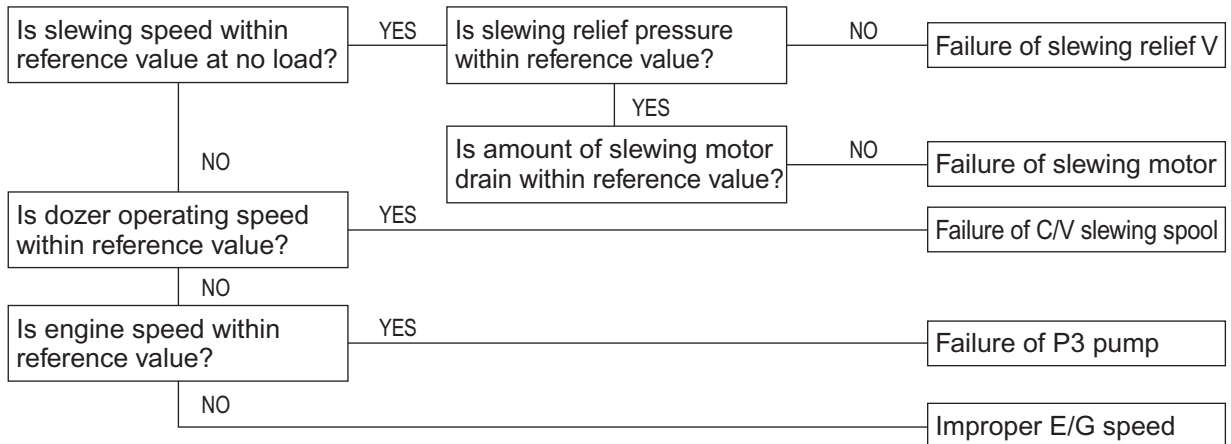 Is slewing speed within
reference value at no load?
YES
Is slewing relief pressure
within reference value?
NO
Failure of slewing relief V
YES
NO
Is amount of slewing motor
drain within reference value?
NO
Failure of slewing motor
Is dozer operating speed
within reference value?
YES
Failure of C/V slewing spool
NO
Is engine speed within
reference value?
YES
Failure of P3 pump
NO
Improper E/G speed